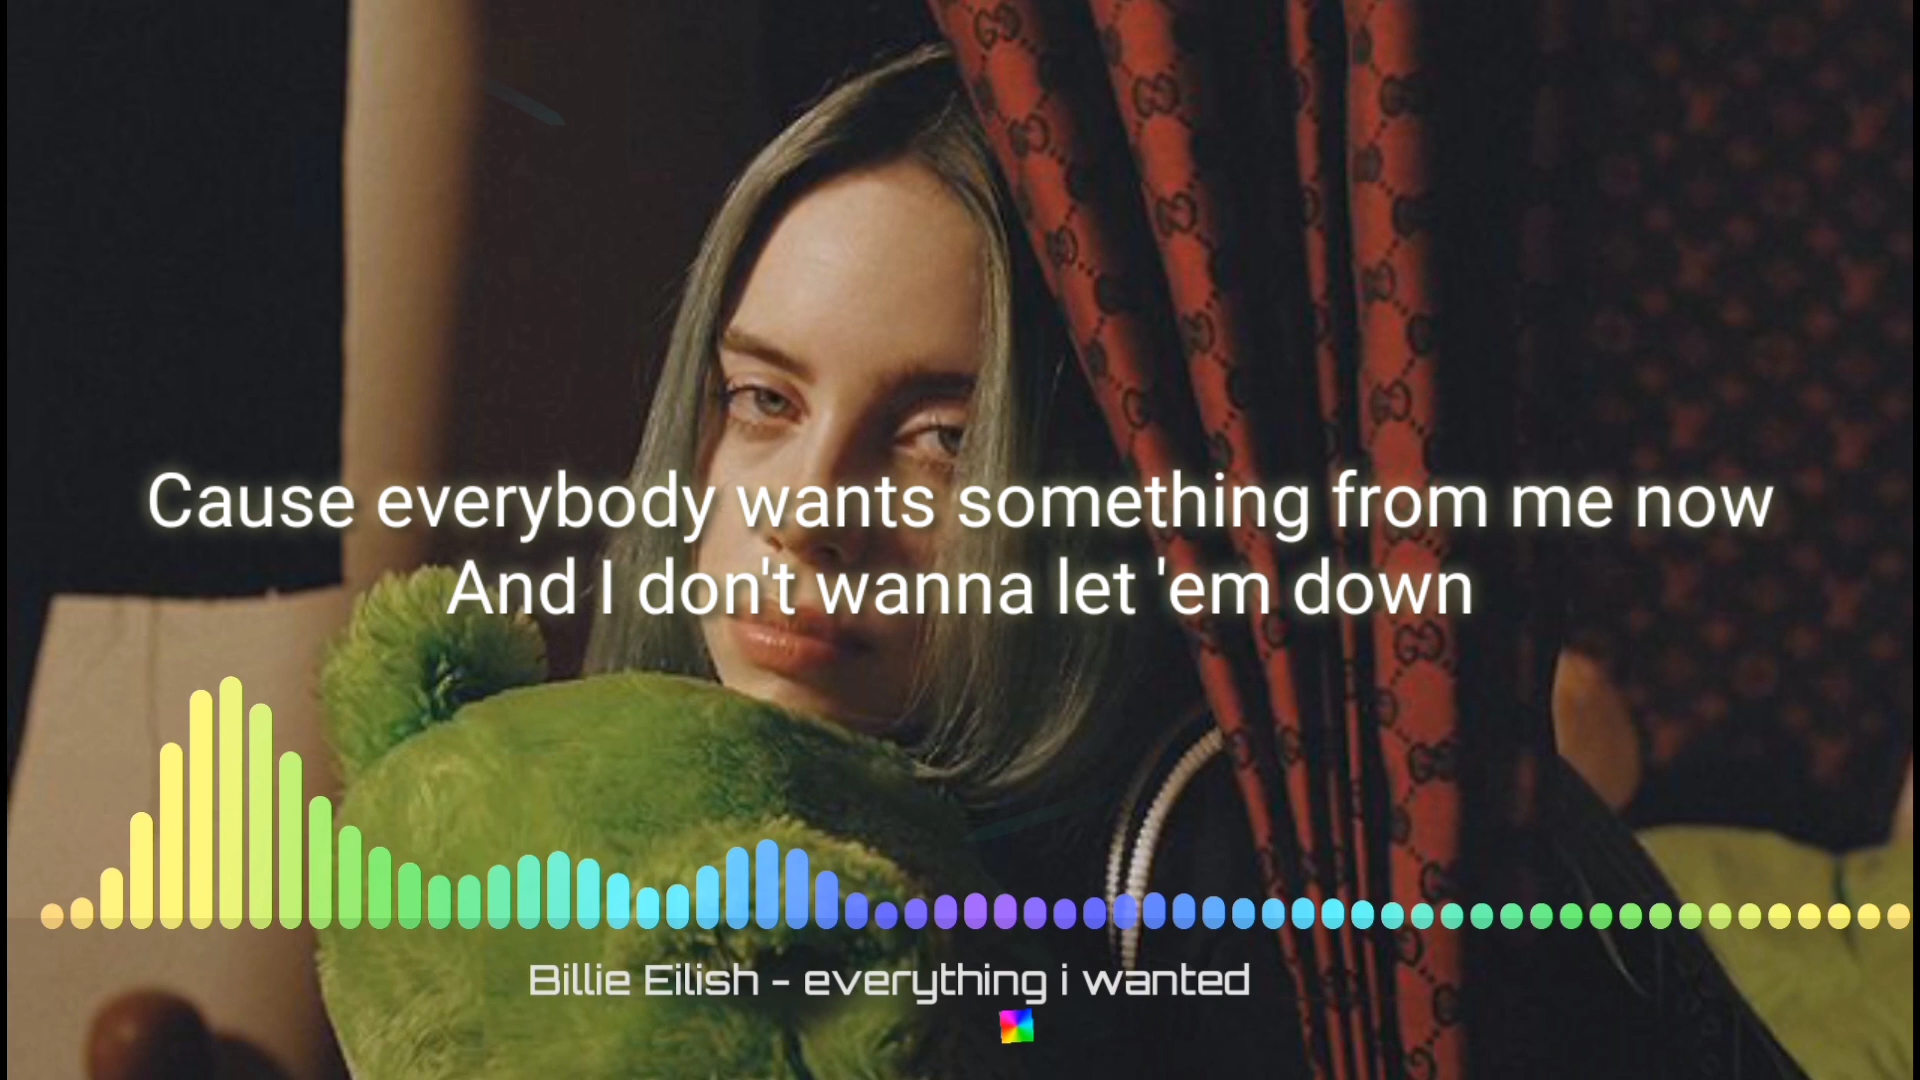 Cause everybody wants something from me now
And I don't wanna let 'em down
Billie Eilish - everything i wanted